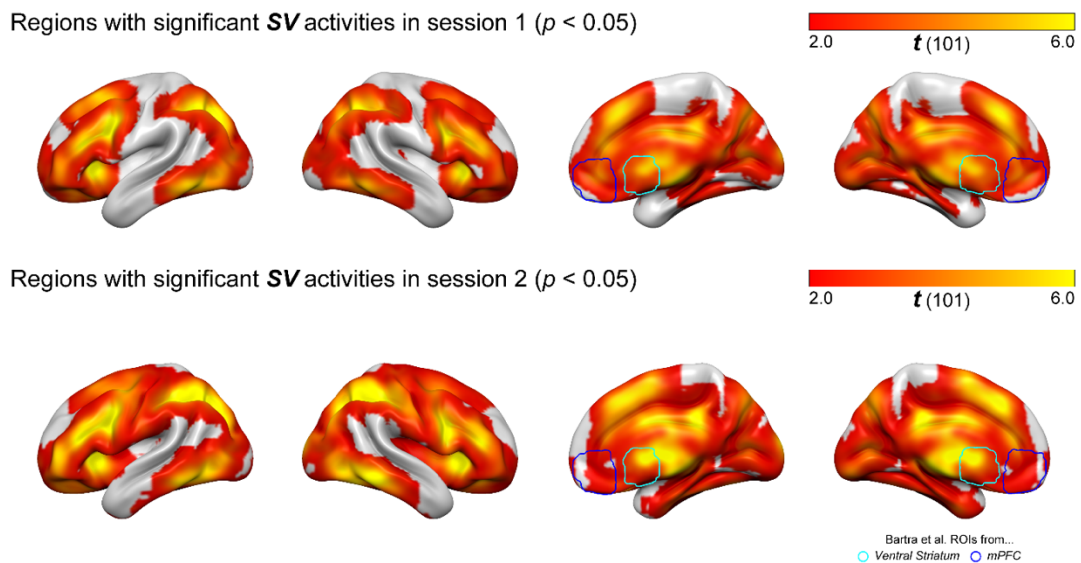 Regions with significant SV activities in session 1 (p < 0.05)
2.0 t (101) 6.0
Regions with significant SV activities in session 2 (p < 0.05)
2.0 t (101) 6.0
Bartra et al. ROIs from...
Ventral Striatum mPFC